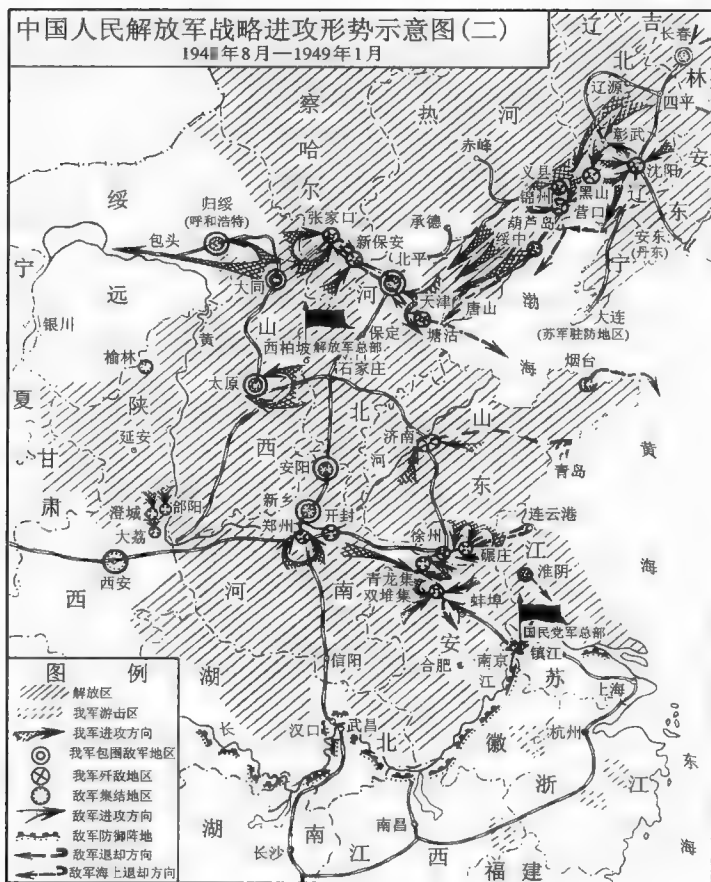 中国人民解放军战略进攻形势示意图(二)
194 年8月—1949年1月
辽
吉
长春
北
林
辽源
四平
察
热
河
哈
尔
彰武
安
赤峰
义县
沈阳
锦州
黑山
辽
绥
归绥
(呼和浩特)
张家口
承德
葫芦岛
营口
东
包头
新保安
绥中
安东
(丹东)
北平
宁
宁
远
大同
河
天津
唐山
渤
大连
(苏军驻防地区)
银川
黄
山
保定
塘沽
海
西柏坡
解放军总部
烟台
榆林
石家庄
太原
夏
陕
北
山
黄
延安
西
济南
甘
安阳
河
青岛
肃
东
海
新乡
澄城
郃阳
开封
连云港
大荔
郑州
徐州
碾庄
江
西安
青龙集
淮阴
西
河
南
双堆集
蚌埠
海
国民党军总部
安
镇江
合肥
南京
信阳
江
苏
湖
上海
长
汉口
武昌
北
徽
杭州
东
浙
江
湖
南
南昌
海
长沙
江
西
福
建
图 例
解放区
我军游击区
我军进攻方向
我军包围敌军地区
我军歼敌地区
敌军集结地区
敌军进攻方向
敌军防御阵地
敌军退却方向
敌军海上退却方向